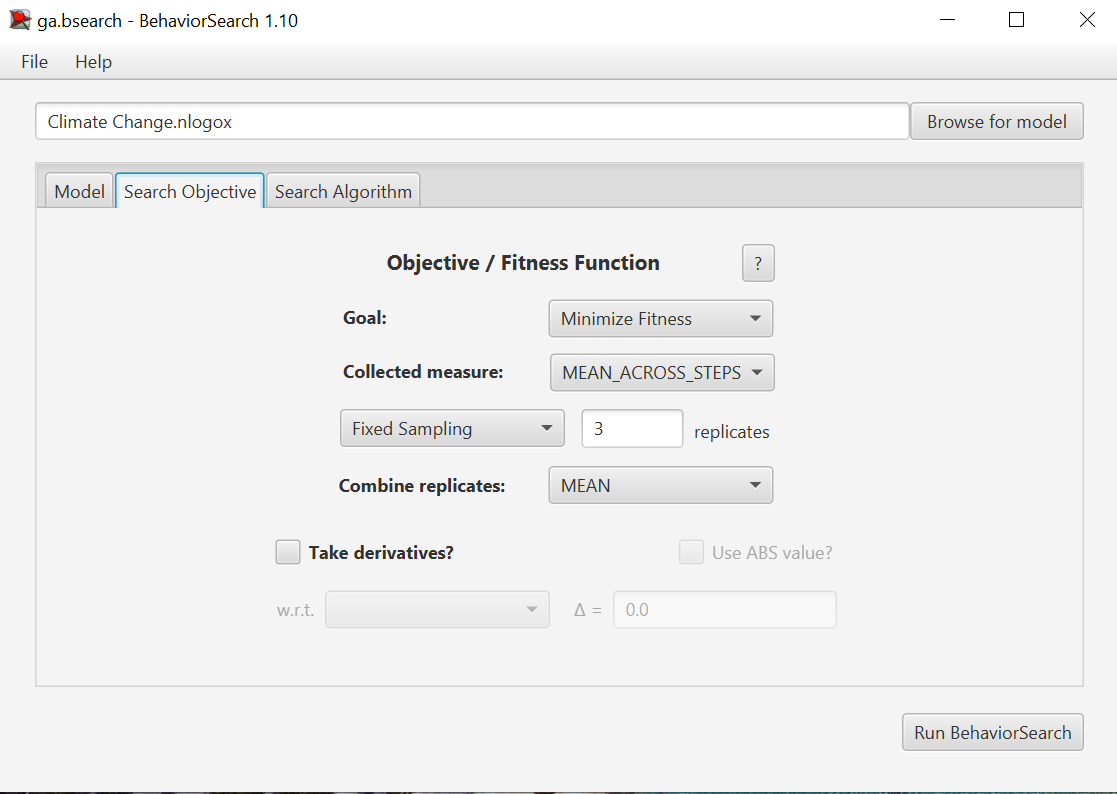 ga.bsearch - BehaviorSearch 1.10
File Help
Climate Change.nlogox Browse for model
Model Search Objective Search Algorithm
Objective / Fitness Function ?
Goal: Minimize Fitness
Collected measure: MEAN_ACROSS_STEPS
Fixed Sampling 3 replicates
Combine replicates: MEAN
Take derivatives? Use ABS value?
w.r.t. Δ = 0.0
Run BehaviorSearch